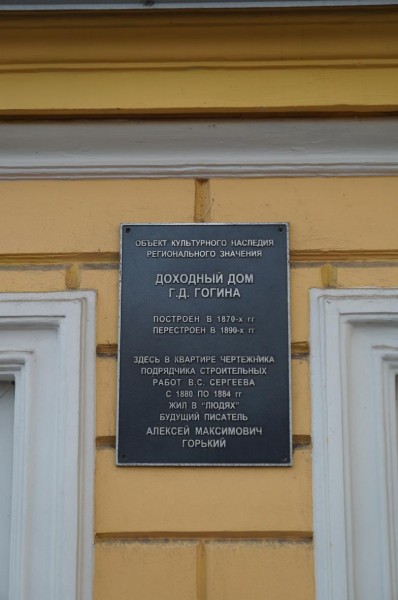 ОБЪЕКТ КУЛЬТУРНОГО НАСЛЕДИЯ
РЕГИОНАЛЬНОГО ЗНАЧЕНИЯ
ДОХОДНЫЙ ДОМ
Г.Д. ГОГИНА
ПОСТРОЕН В 1870-х гг
ПЕРЕСТРОЕН В 1890-х гг.
ЗДЕСЬ В КВАРТИРЕ ЧЕРТЕЖНИКА
ПОДРЯДЧИКА СТРОИТЕЛЬНЫХ
РАБОТ В.С. СЕРГЕЕВА
С 1880 ПО 1884 гг
ЖИЛ В "ЛЮДЯХ"
БУДУЩИЙ ПИСАТЕЛЬ
АЛЕКСЕЙ МАКСИМОВИЧ
ГОРЬКИЙ